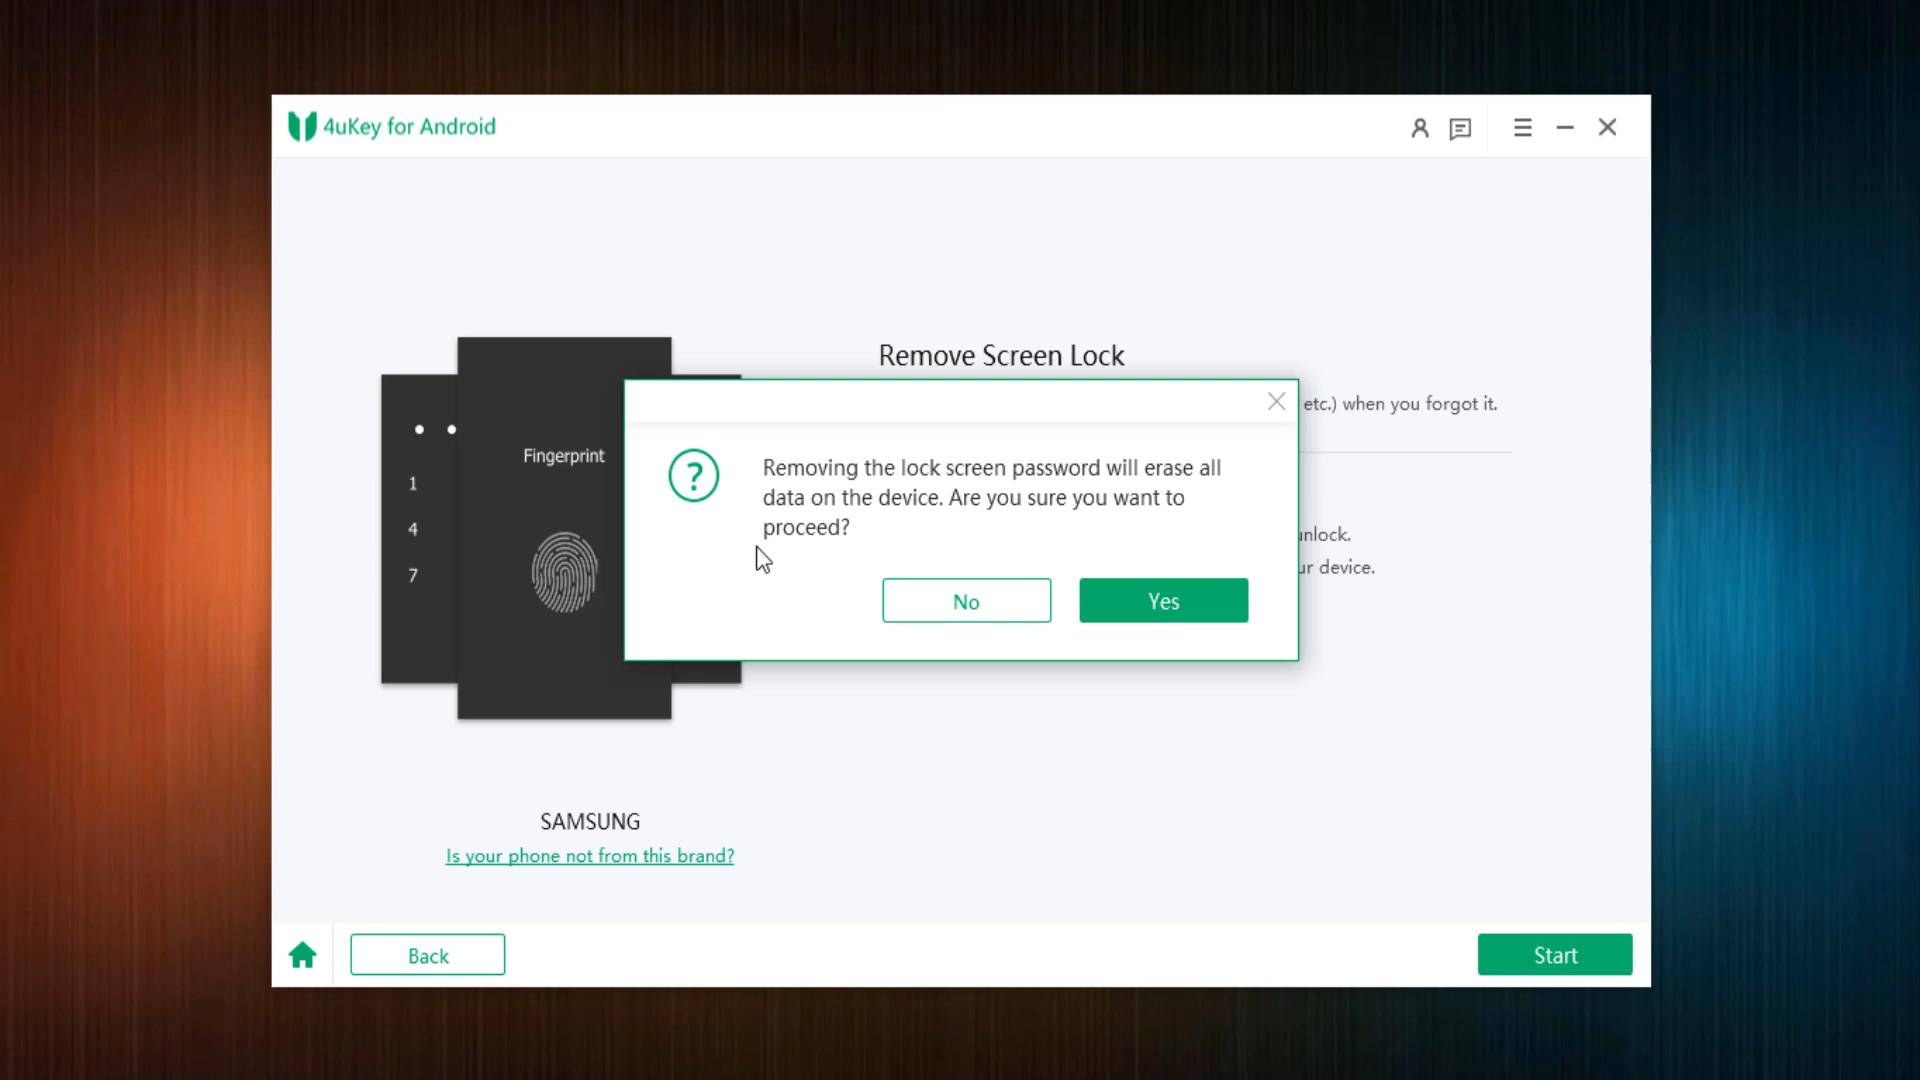 4uKey for Android
Remove Screen Lock
etc.) when you forgot it.
Fingerprint
1
4
7
Removing the lock screen password will erase all
data on the device. Are you sure you want to
proceed?
unlock.
device.
No
Yes
SAMSUNG
Is your phone not from this brand?
Back
Start